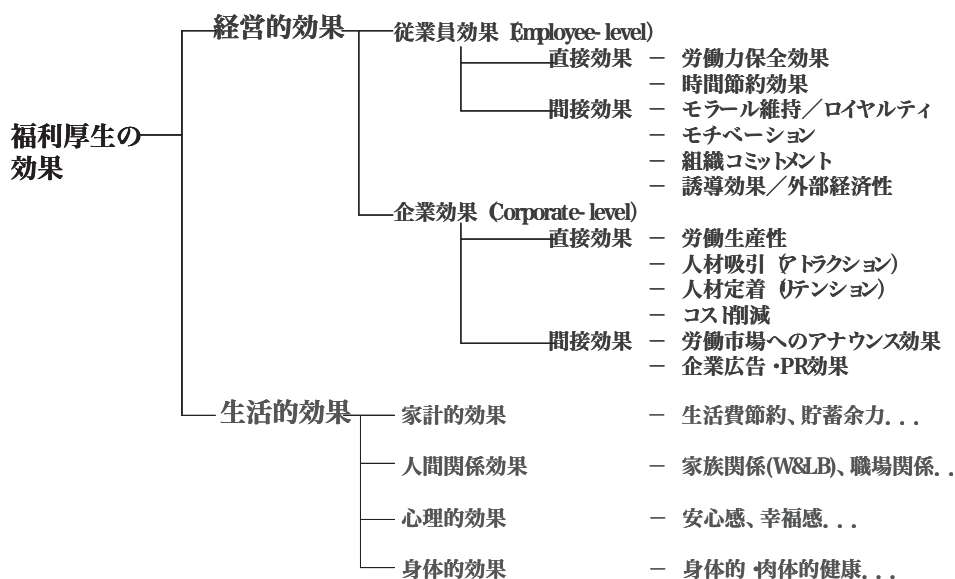 福利厚生の
効果
経営的効果
従業員効果（Employee-level）
直接効果 － 労働力保全効果
－ 時間節約効果
間接効果 － モラール維持／ロイヤルティ
－ モチベーション
－ 組織コミットメント
－ 誘導効果／外部経済性
企業効果（Corporate-level）
直接効果 － 労働生産性
－ 人材吸引（アトラクション）
－ 人材定着（リテンション）
－ コスト削減
間接効果 － 労働市場へのアナウンス効果
－ 企業広告・PR効果
生活的効果
家計的効果 － 生活費節約、貯蓄余力...
人間関係効果 － 家族関係(W&LB)、職場関係..
心理的効果 － 安心感、幸福感...
身体的効果 － 身体的・肉体的健康...